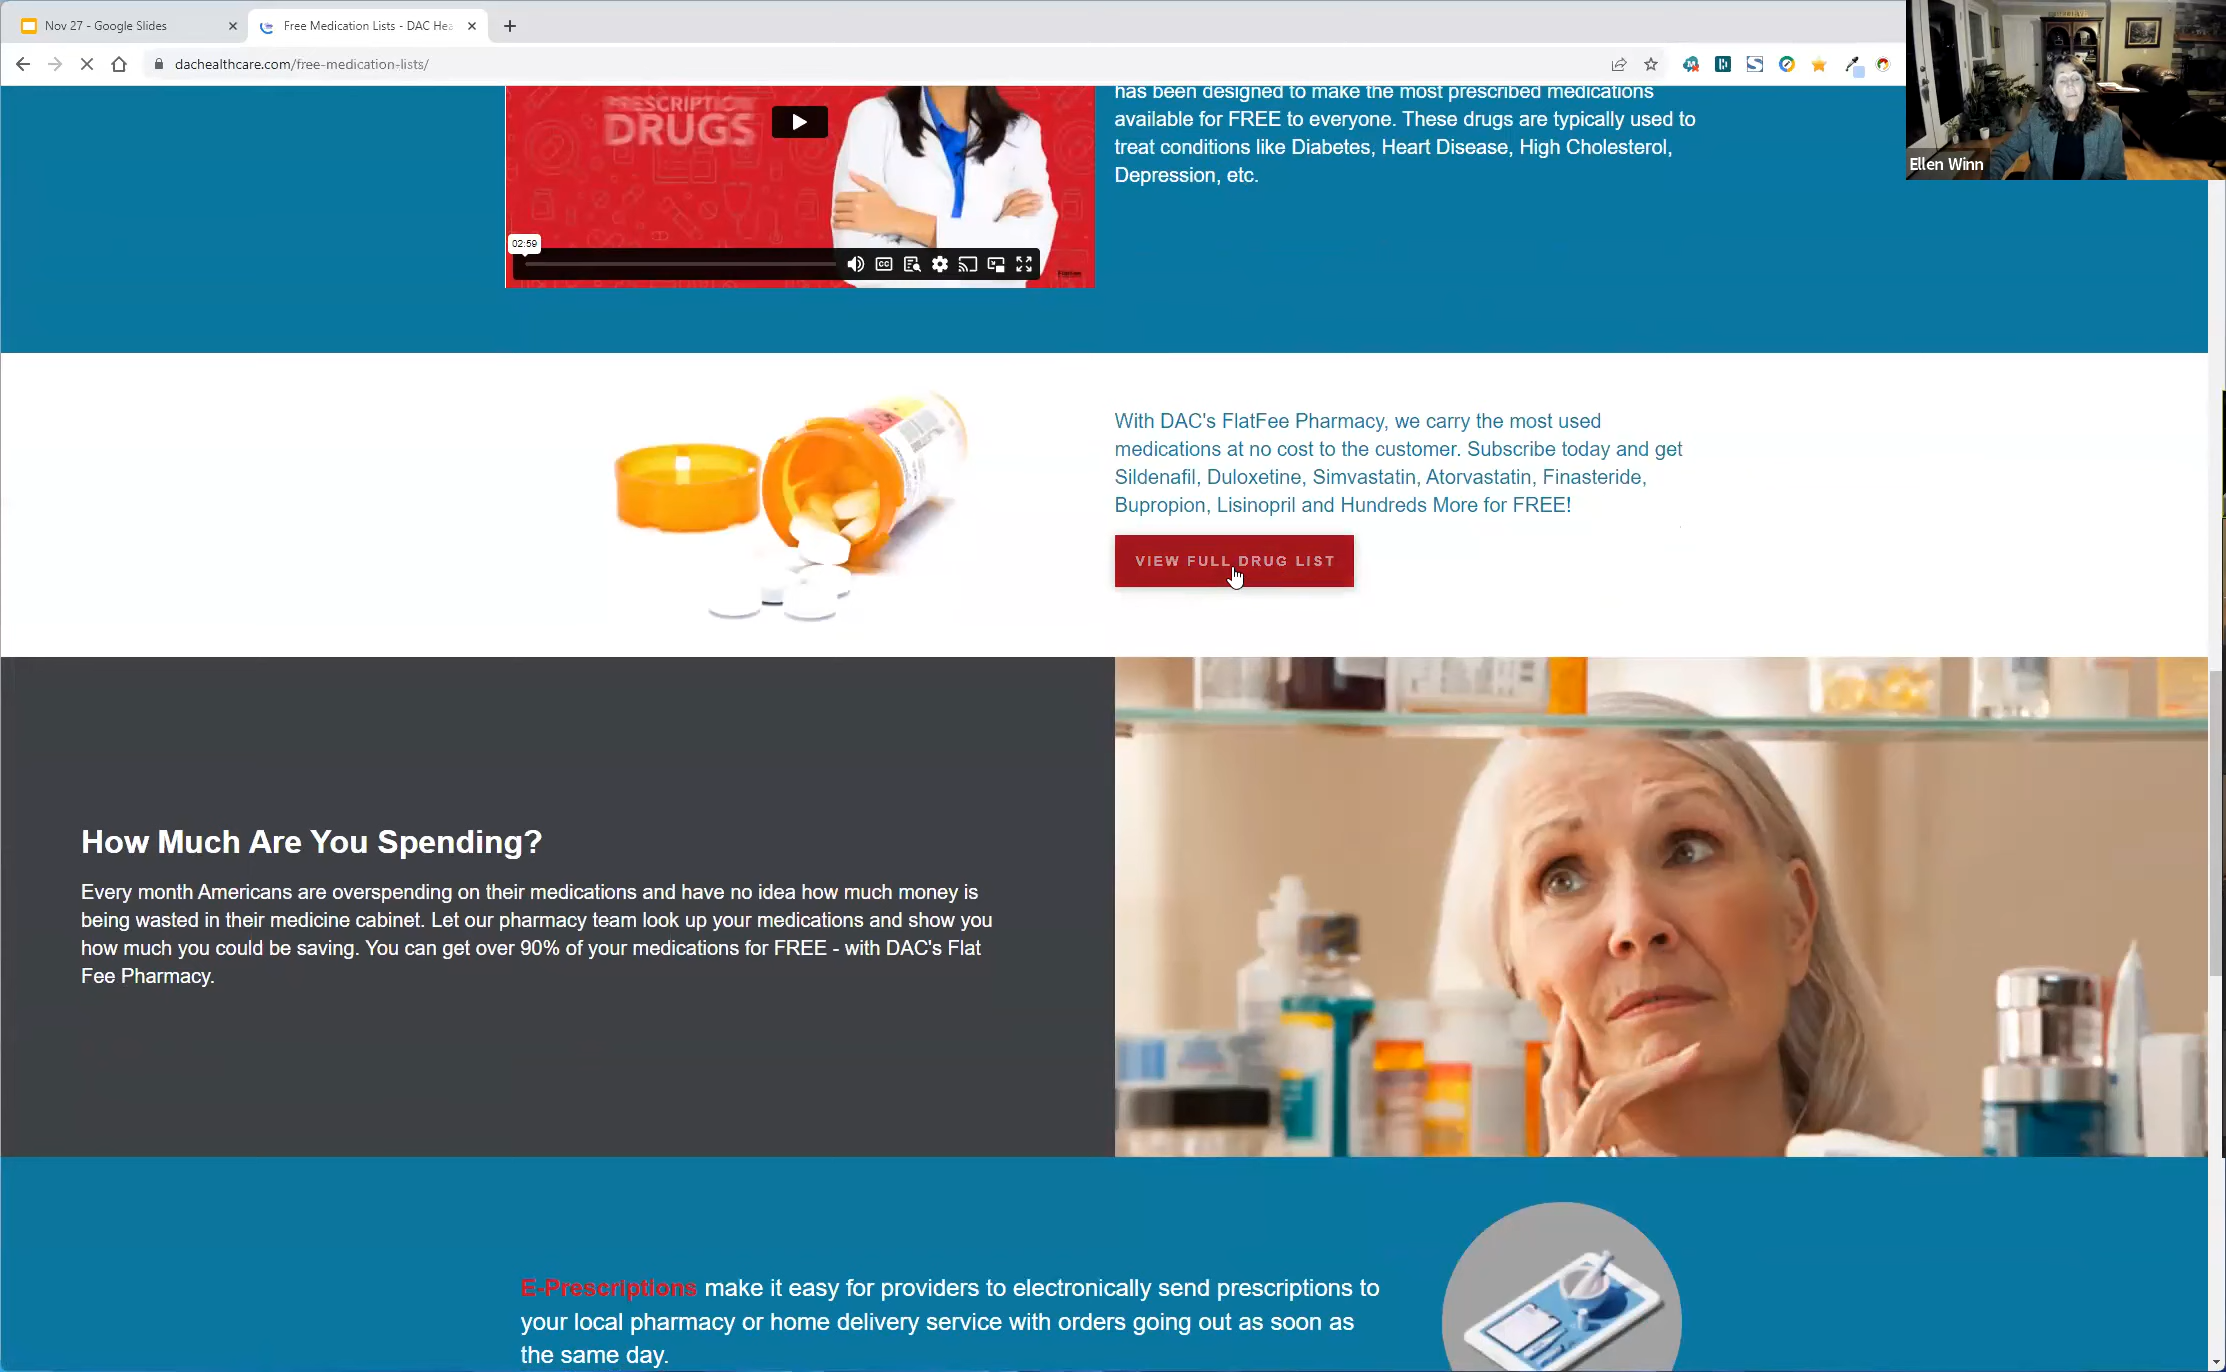 Nov 27 - Google Slides
Free Medication Lists - DAC Hea
dachealthcare.com/free-medication-lists/
Ellen Winn
PRESCRIPTIC
DRUGS
02:59
CC
has been designed to make the most prescribed medications
available for FREE to everyone. These drugs are typically used to
treat conditions like Diabetes, Heart Disease, High Cholesterol,
Depression, etc.
With DAC's FlatFee Pharmacy, we carry the most used
medications at no cost to the customer. Subscribe today and get
Sildenafil, Duloxetine, Simvastatin, Atorvastatin, Finasteride,
Bupropion, Lisinopril and Hundreds More for FREE!
VIEW FULL DRUG LIST
How Much Are You Spending?
Every month Americans are overspending on their medications and have no idea how much money is
being wasted in their medicine cabinet. Let our pharmacy team look up your medications and show you
how much you could be saving. You can get over 90% of your medications for FREE - with DAC's Flat
Fee Pharmacy.
E-Prescriptions make it easy for providers to electronically send prescriptions to
your local pharmacy or home delivery service with orders going out as soon as
the same day.